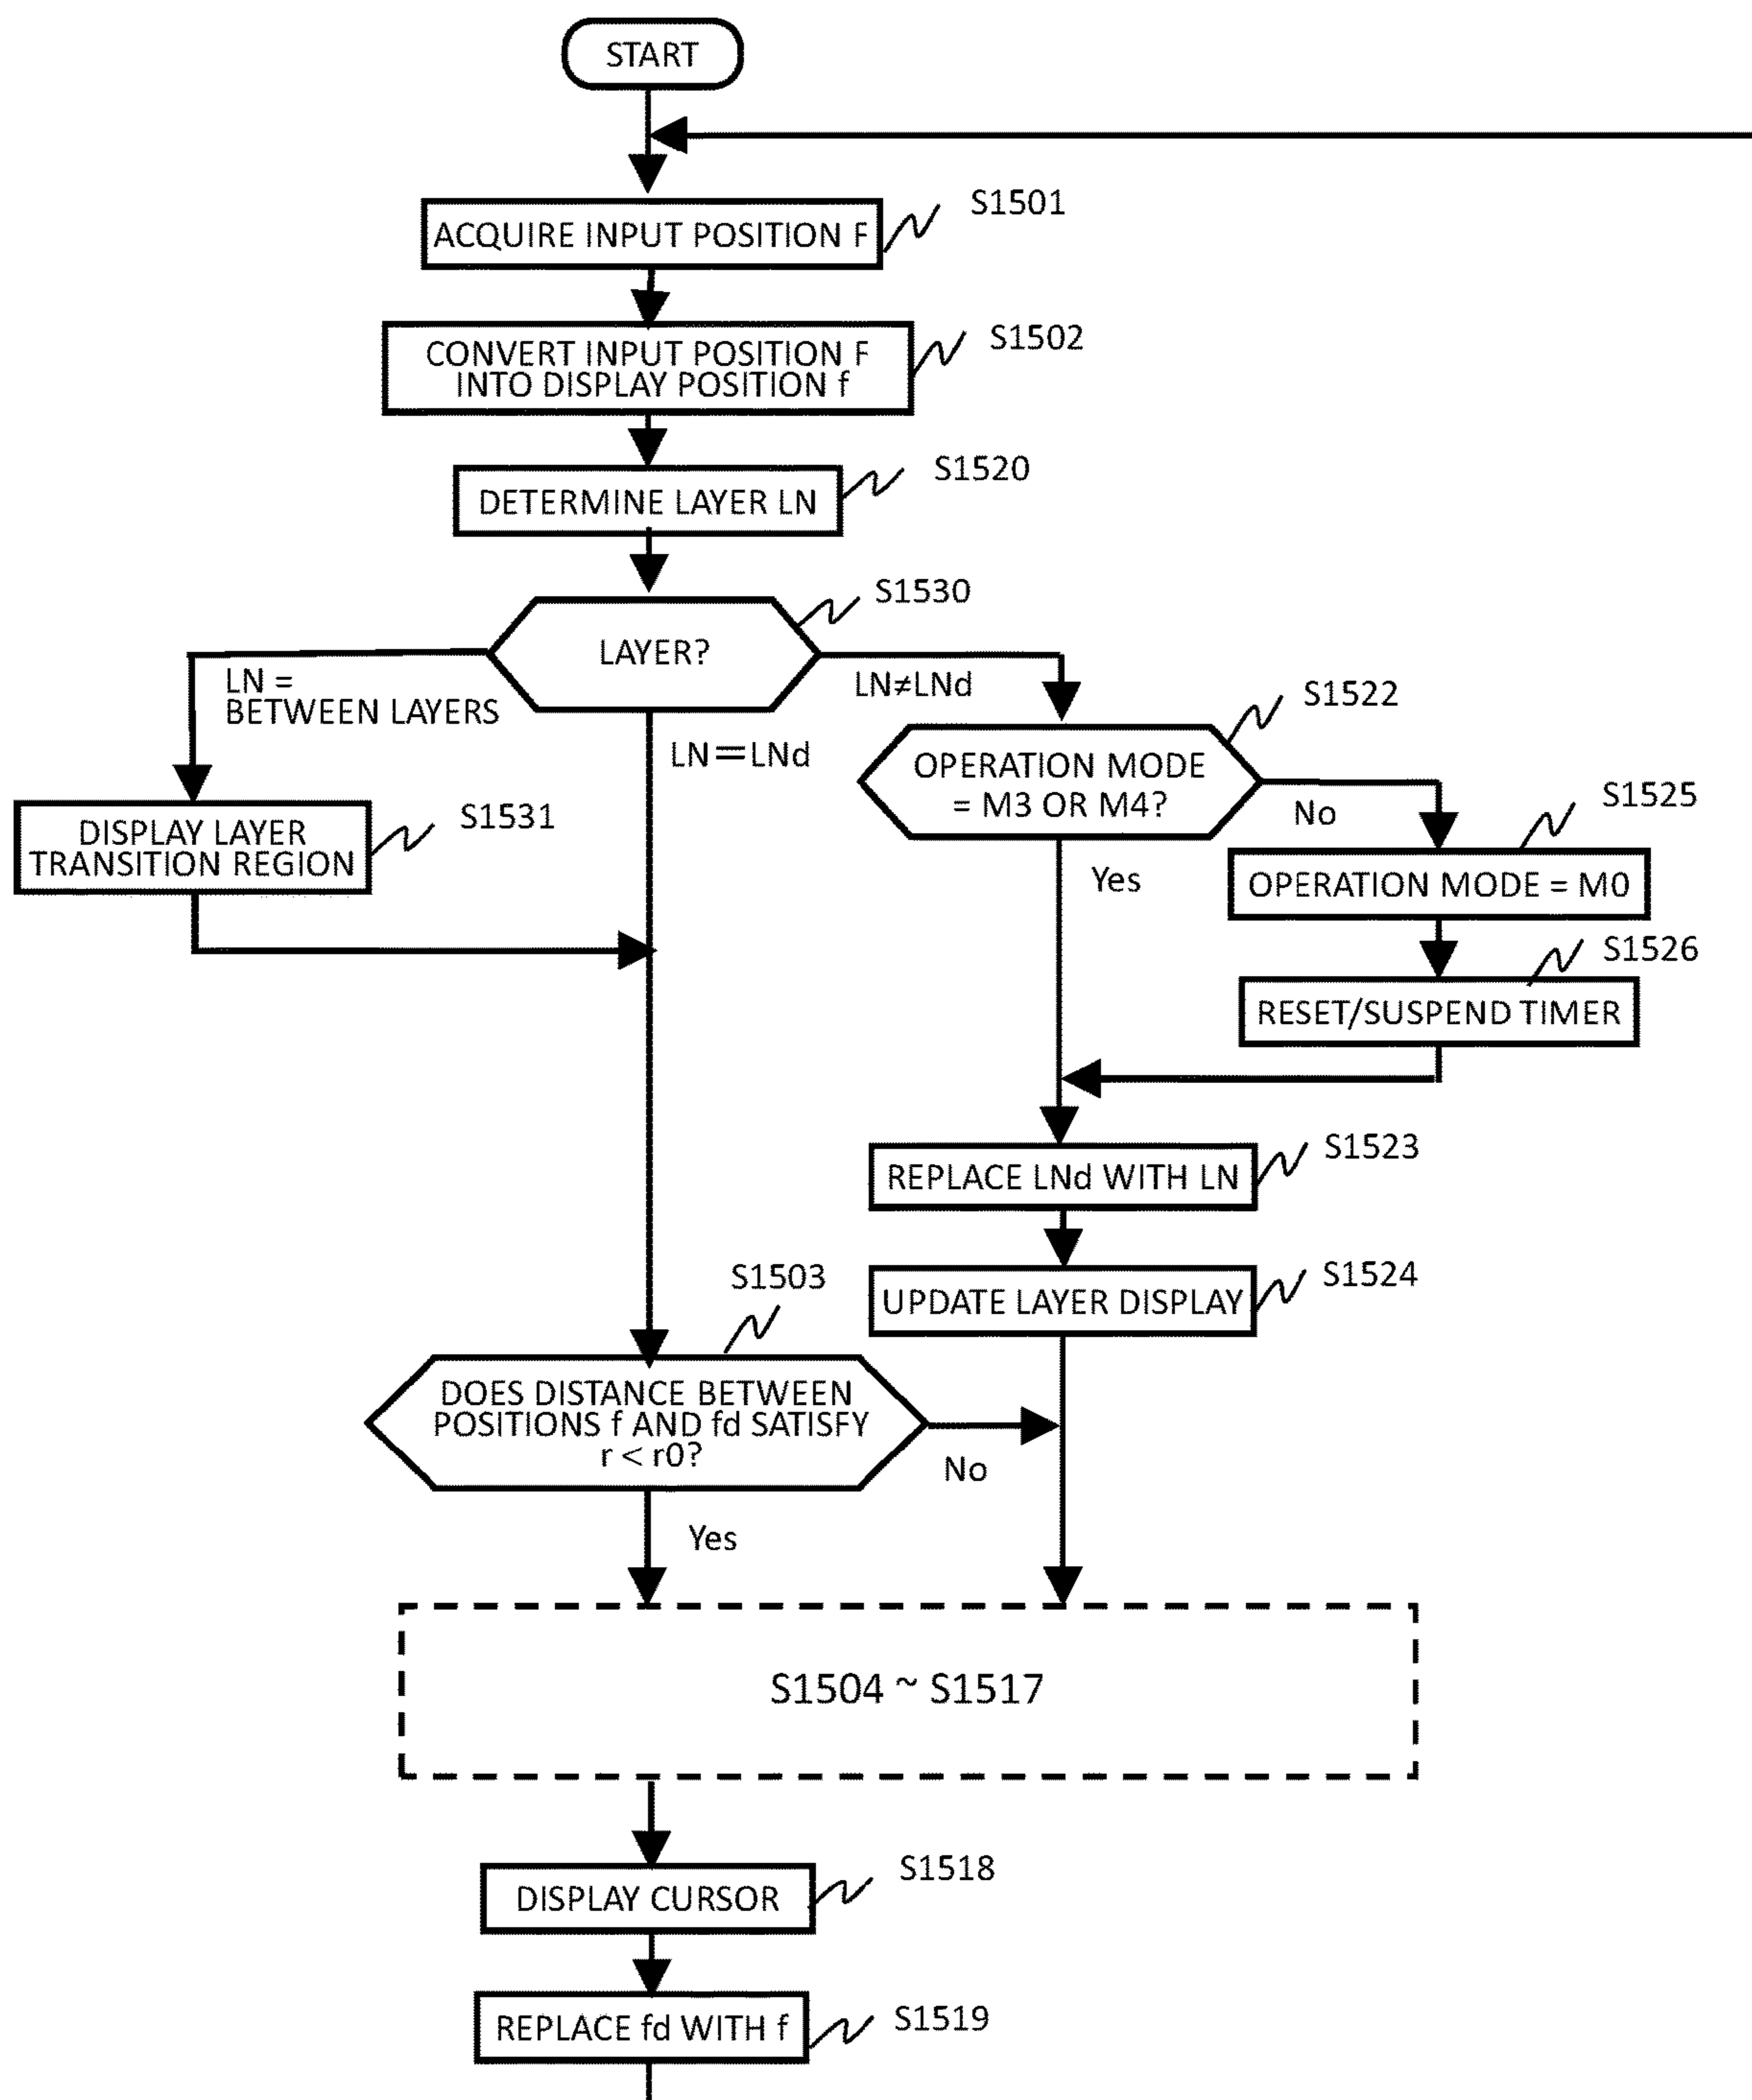 START
ACQUIRE INPUT POSITION F
S1501
CONVERT INPUT POSITION F
INTO DISPLAY POSITION f
S1502
DETERMINE LAYER LN
S1520
LAYER?
S1530
LN =
BETWEEN LAYERS
LN≠LNd
LN＝LNd
DISPLAY LAYER
TRANSITION REGION
S1531
OPERATION MODE
= M3 OR M4?
S1522
No
Yes
OPERATION MODE = M0
S1525
RESET/SUSPEND TIMER
S1526
REPLACE LNd WITH LN
S1523
UPDATE LAYER DISPLAY
S1524
S1503
DOES DISTANCE BETWEEN
POSITIONS f AND fd SATISFY
r < r0?
No
Yes
S1504 ~ S1517
DISPLAY CURSOR
S1518
REPLACE fd WITH f
S1519